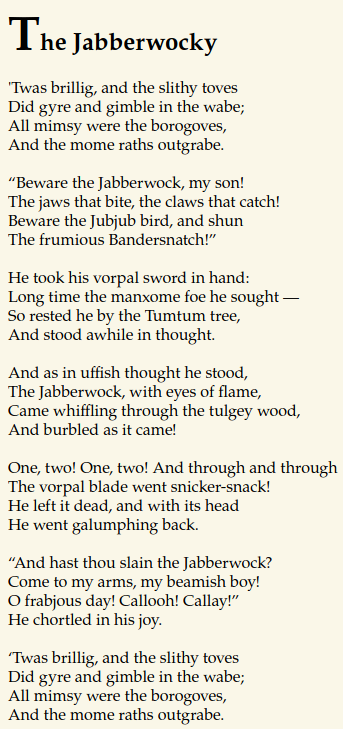 The Jabberwocky
'Twas brillig, and the slithy toves
Did gyre and gimble in the wabe;
All mimsy were the borogoves,
And the mome raths outgrabe.
“Beware the Jabberwock, my son!
The jaws that bite, the claws that catch!
Beware the Jubjub bird, and shun
The frumious Bandersnatch!”
He took his vorpal sword in hand:
Long time the manxome foe he sought —
So rested he by the Tumtum tree,
And stood awhile in thought.
And as in uffish thought he stood,
The Jabberwock, with eyes of flame,
Came whiffling through the tulgey wood,
And burbled as it came!
One, two! One, two! And through and through
The vorpal blade went snicker-snack!
He left it dead, and with its head
He went galumphing back.
“And hast thou slain the Jabberwock?
Come to my arms, my beamish boy!
O frabjous day! Callooh! Callay!”
He chortled in his joy.
‘Twas brillig, and the slithy toves
Did gyre and gimble in the wabe;
All mimsy were the borogoves,
And the mome raths outgrabe.